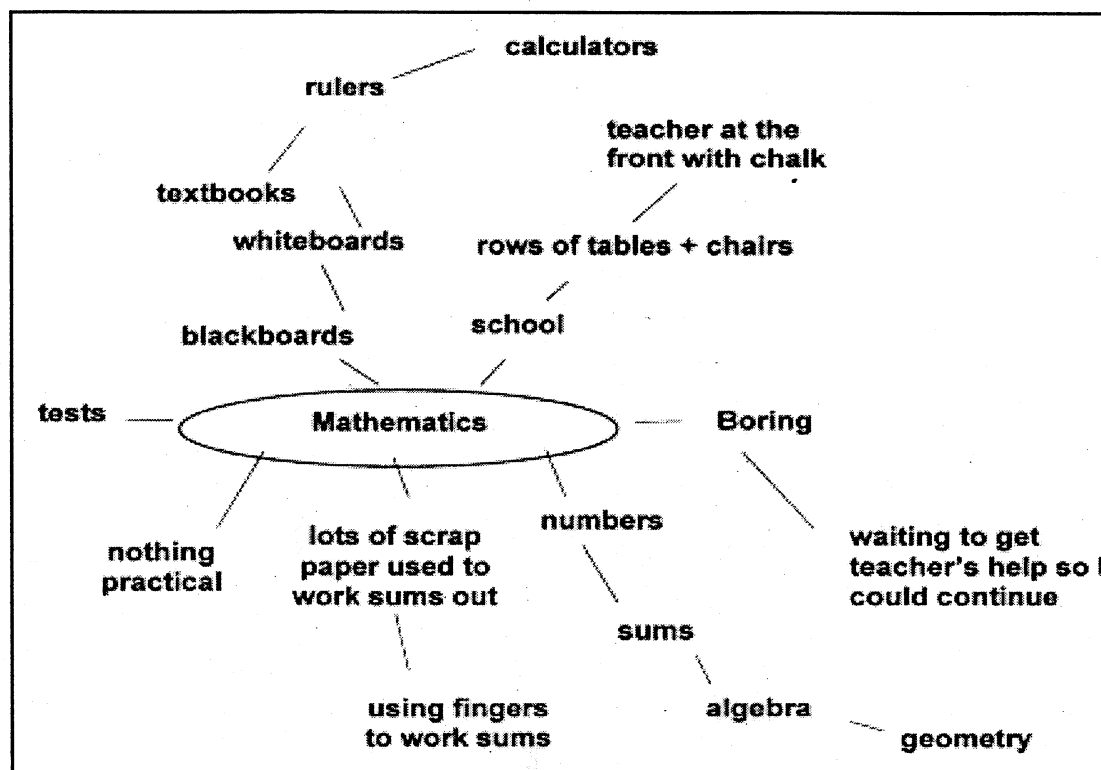 calculators
rulers
teacher at the
front with chalk
textbooks
whiteboards
rows of tables + chairs
school
blackboards
tests
Mathematics
Boring
numbers
lots of scrap
paper used to
work sums out
nothing
practical
waiting to get
teacher's help so I
could continue
sums
using fingers
to work sums
algebra
geometry